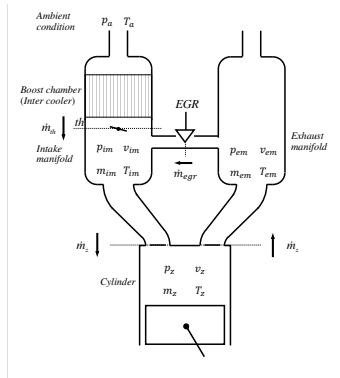 Ambient
condition
p_a T_a
Boost chamber
(Inter cooler)
EGR
ṁ_th
th
Intake
manifold
p_im v_im
m_im T_im
ṁ_egr
p_em v_em
m_em T_em
Exhaust
manifold
ṁ_z
ṁ_z
Cylinder
p_z v_z
m_z T_z